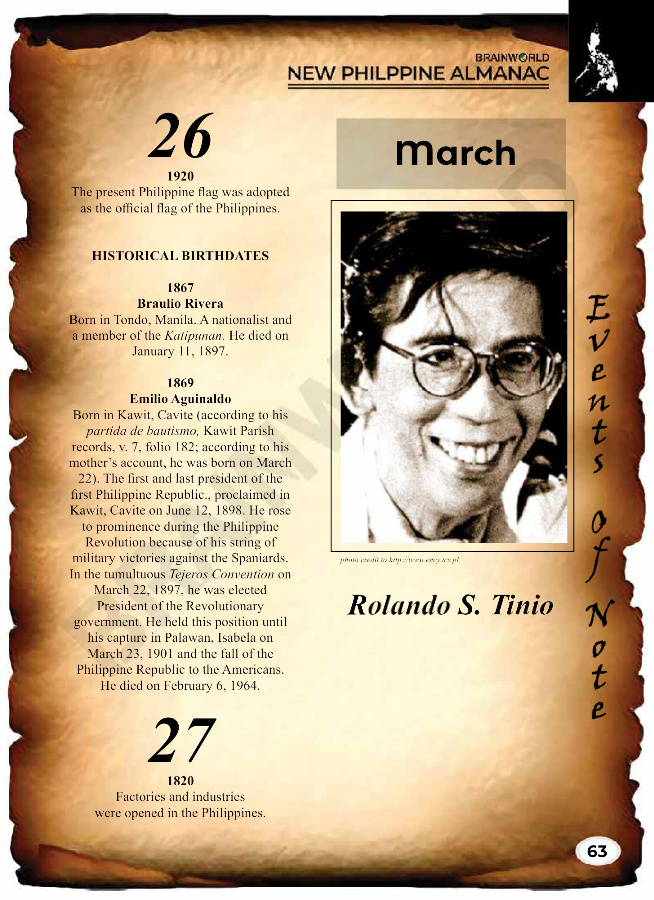 BRAINWORLD
NEW PHILPPINE ALMANAC
26
1920
The present Philippine flag was adopted
as the official flag of the Philippines.
HISTORICAL BIRTHDATES
1867
Braulio Rivera
Born in Tondo, Manila. A nationalist and
a member of the Katipunan. He died on
January 11, 1897.
1869
Emilio Aguinaldo
Born in Kawit, Cavite (according to his
partida de bautismo, Kawit Parish
records, v. 7, folio 182; according to his
mother's account, he was born on March
22). The first and last president of the
first Philippine Republic., proclaimed in
Kawit, Cavite on June 12, 1898. He rose
to prominence during the Philippine
Revolution because of his string of
military victories against the Spaniards.
In the tumultuous Tejeros Convention on
March 22, 1897, he was elected
President of the Revolutionary
government. He held this position until
his capture in Palawan, Isabela on
March 23, 1901 and the fall of the
Philippine Republic to the Americans.
He died on February 6, 1964.
27
1820
Factories and industries
were opened in the Philippines.
March
photo credit to
Rolando S. Tinio
Events of Note
63